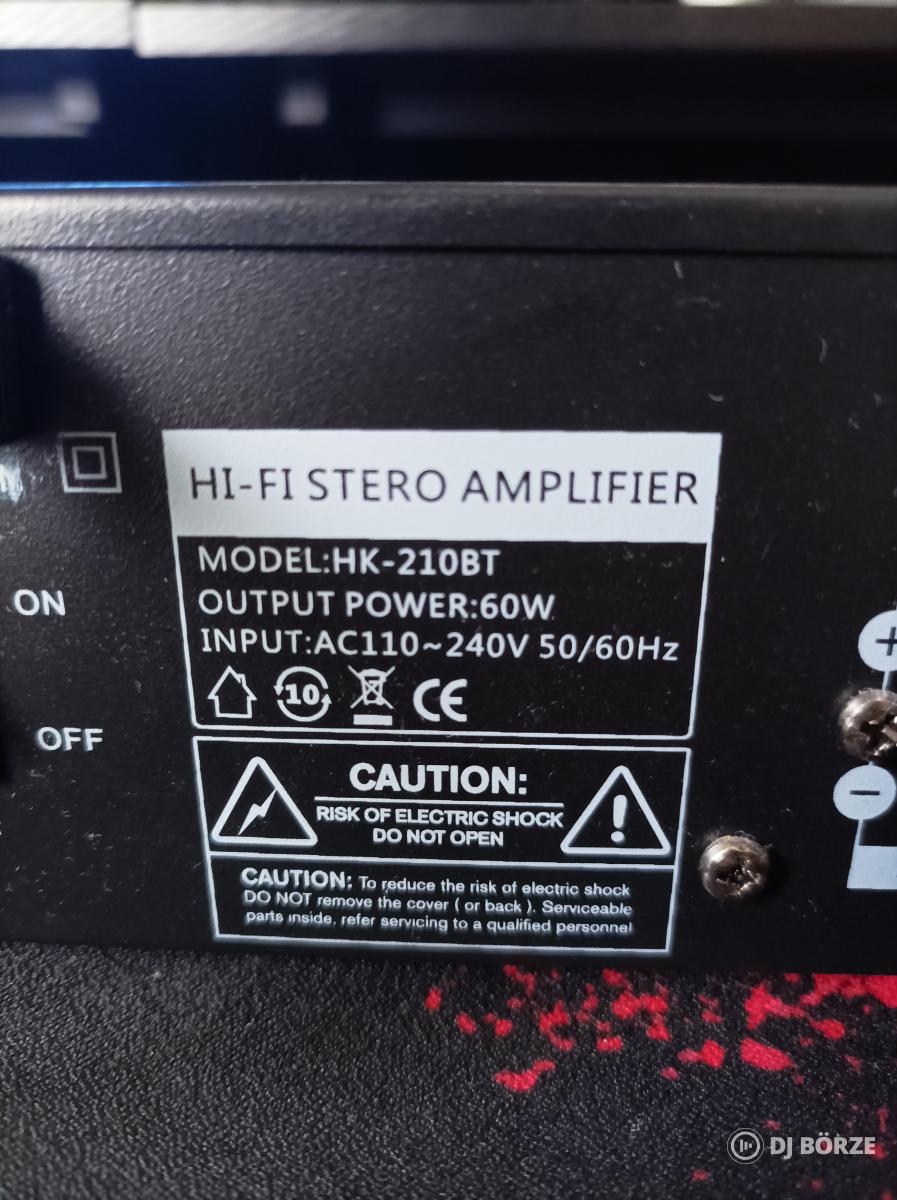 HI-FI STERO AMPLIFIER
MODEL:HK-210BT
OUTPUT POWER:60W
INPUT:AC110~240V 50/60Hz
10
CE
ON
OFF
+
−
CAUTION:
RISK OF ELECTRIC SHOCK
DO NOT OPEN
CAUTION: To reduce the risk of electric shock
DO NOT remove the cover ( or back ). Serviceable
parts inside, refer servicing to a qualified personnel
DJ BÖRZE